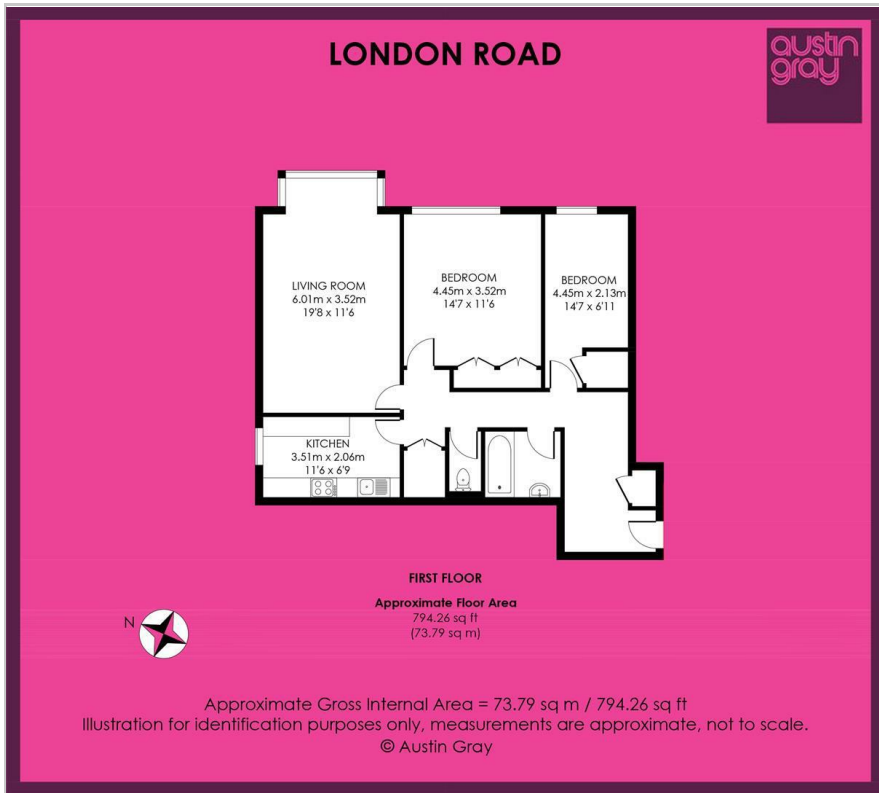 LONDON ROAD
austin
gray
LIVING ROOM
6.01m x 3.52m
19'8 x 11'6
BEDROOM
4.45m x 3.52m
14'7 x 11'6
BEDROOM
4.45m x 2.13m
14'7 x 6'11
KITCHEN
3.51m x 2.06m
11'6 x 6'9
FIRST FLOOR
Approximate Floor Area
794.26 sq ft
(73.79 sq m)
N
Approximate Gross Internal Area = 73.79 sq m / 794.26 sq ft
Illustration for identification purposes only, measurements are approximate, not to scale.
© Austin Gray